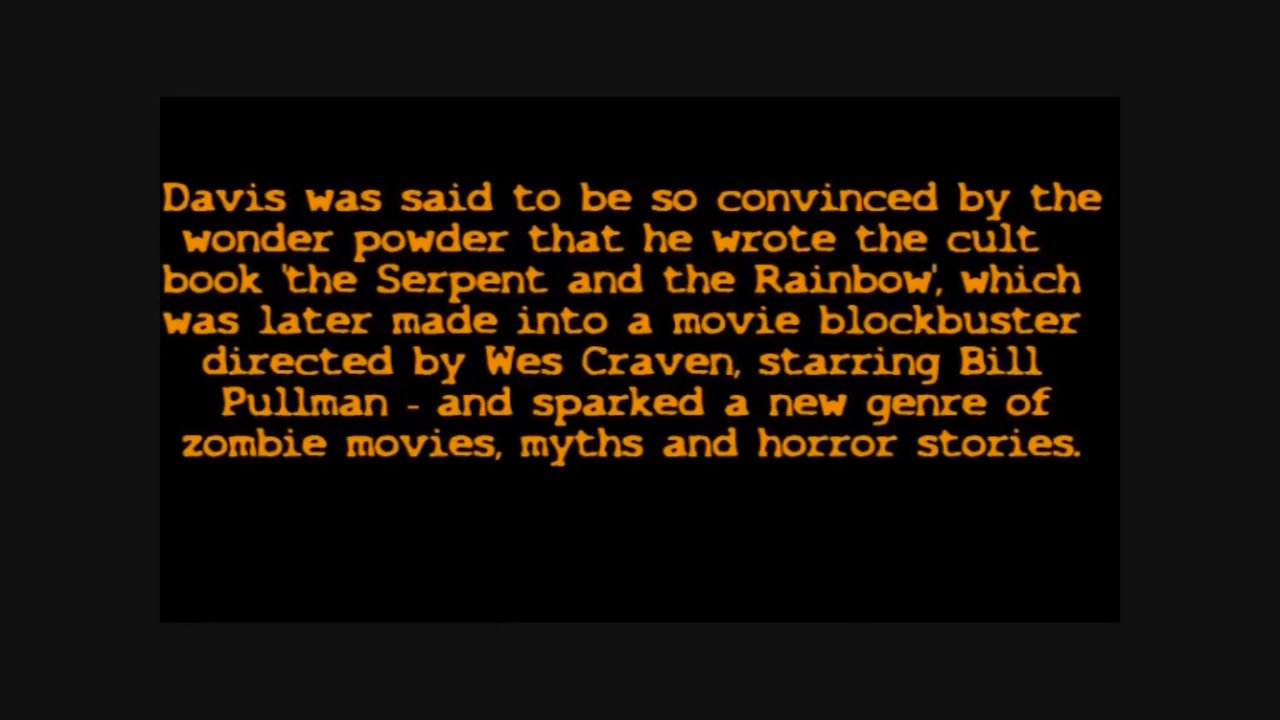 Davis was said to be so convinced by the
wonder powder that he wrote the cult
book 'the Serpent and the Rainbow', which
was later made into a movie blockbuster
directed by Wes Craven, starring Bill
Pullman - and sparked a new genre of
zombie movies, myths and horror stories.